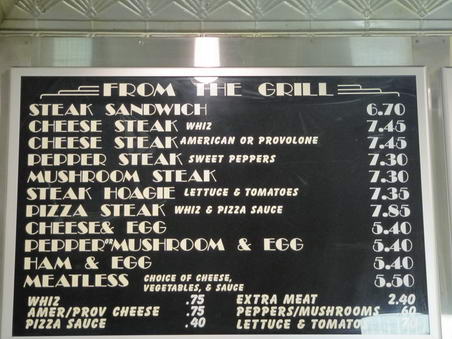 FROM THE GRILL
STEAK SANDWICH 6.70
CHEESE STEAK WHIZ 7.45
CHEESE STEAK AMERICAN OR PROVOLONE 7.45
PEPPER STEAK SWEET PEPPERS 7.30
MUSHROOM STEAK 7.30
STEAK HOAGIE LETTUCE & TOMATOES 7.35
PIZZA STEAK WHIZ & PIZZA SAUCE 7.85
CHEESE & EGG 5.40
PEPPER OR MUSHROOM & EGG 5.40
HAM & EGG 5.40
MEATLESS CHOICE OF CHEESE, VEGETABLES, & SAUCE 5.50
WHIZ .75 EXTRA MEAT 2.40
AMER/PROV CHEESE .75 PEPPERS/MUSHROOMS .60
PIZZA SAUCE .40 LETTUCE & TOMATO